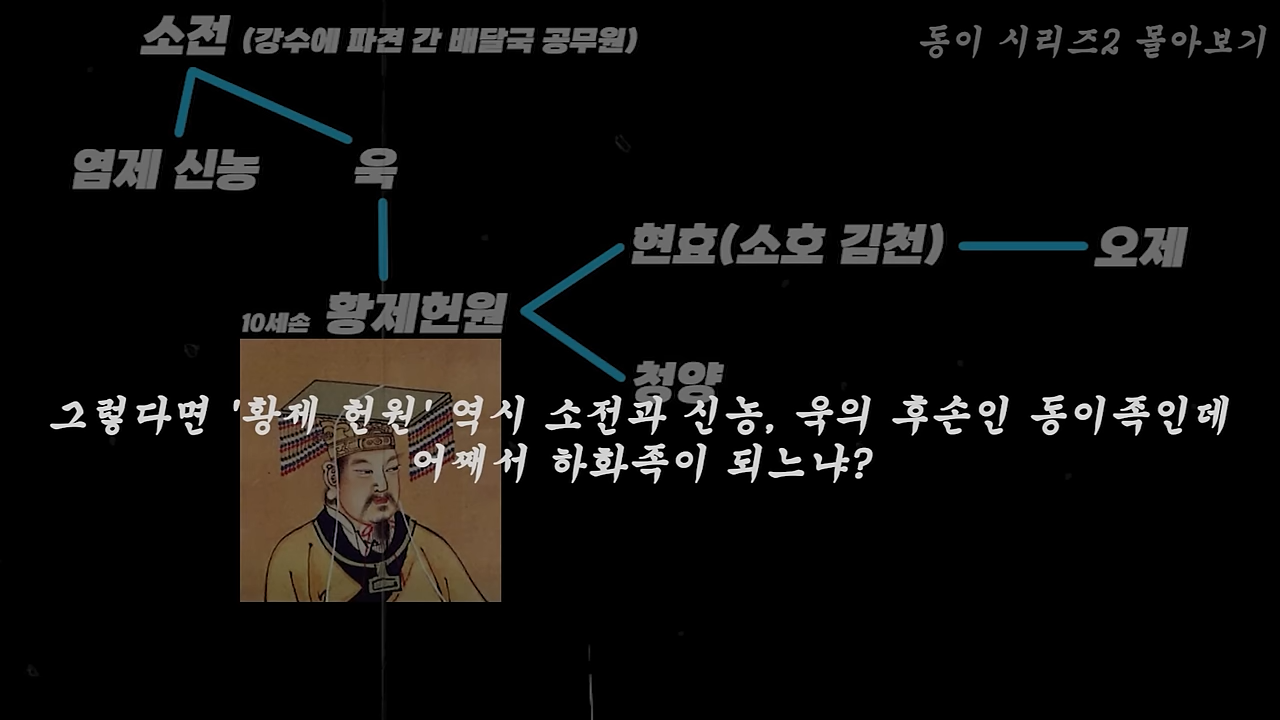 소전 (강수에 파견 간 배달국 공무원)
동이 시리즈2 몰아보기
염제 신농
욱
현효(소호 김천)
오제
10세손 황제헌원
청양
그렇다면 '황제 헌원' 역시 소전과 신농, 욱의 후손인 동이족인데
어째서 하화족이 되느냐?